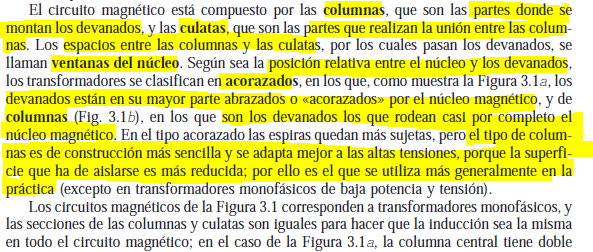 El circuito magnético está compuesto por las columnas, que son las partes donde se
montan los devanados, y las culatas, que son las partes que realizan la unión entre las colum-
nas. Los espacios entre las columnas y las culatas, por los cuales pasan los devanados, se
llaman ventanas del núcleo. Según sea la posición relativa entre el núcleo y los devanados,
los transformadores se clasifican en acorazados, en los que, como muestra la Figura 3.1a, los
devanados están en su mayor parte abrazados o «acorazados» por el núcleo magnético, y de
columnas (Fig. 3.1b), en los que son los devanados los que rodean casi por completo el
núcleo magnético. En el tipo acorazado las espiras quedan más sujetas, pero el tipo de colum-
nas es de construcción más sencilla y se adapta mejor a las altas tensiones, porque la superfi-
cie que ha de aislarse es más reducida; por ello es el que se utiliza más generalmente en la
práctica (excepto en transformadores monofásicos de baja potencia y tensión).
Los circuitos magnéticos de la Figura 3.1 corresponden a transformadores monofásicos, y
las secciones de las columnas y culatas son iguales para hacer que la inducción sea la misma
en todo el circuito magnético; en el caso de la Figura 3.1a, la columna central tiene doble